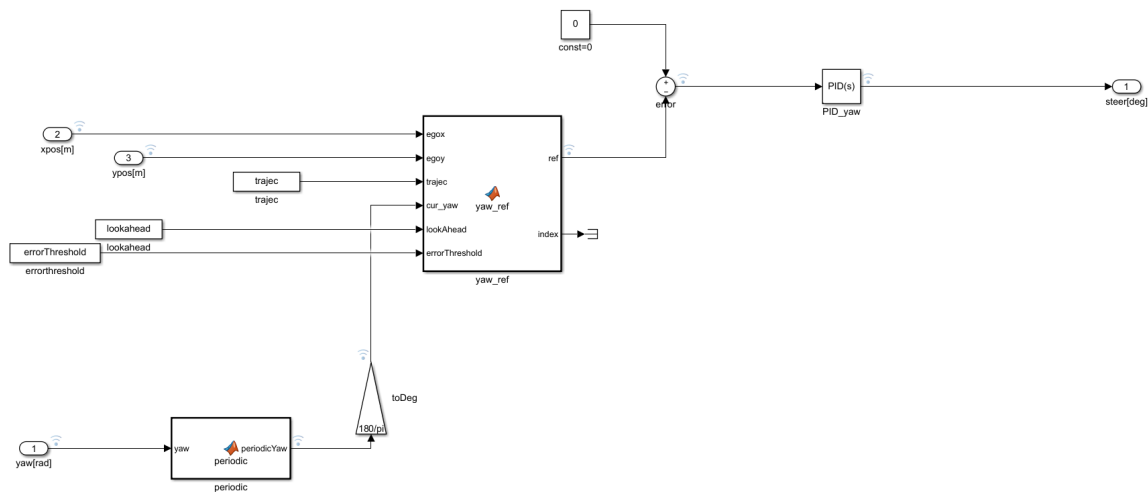 0
const=0
+
−
error
PID(s)
PID_yaw
1
steer[deg]
2
xpos[m]
3
ypos[m]
trajec
trajec
lookahead
lookahead
errorThreshold
errorthreshold
egox
egoy
trajec
cur_yaw
lookAhead
errorThreshold
yaw_ref
ref
index
yaw_ref
toDeg
180/pi
1
yaw[rad]
yaw
periodic
periodicYaw
periodic